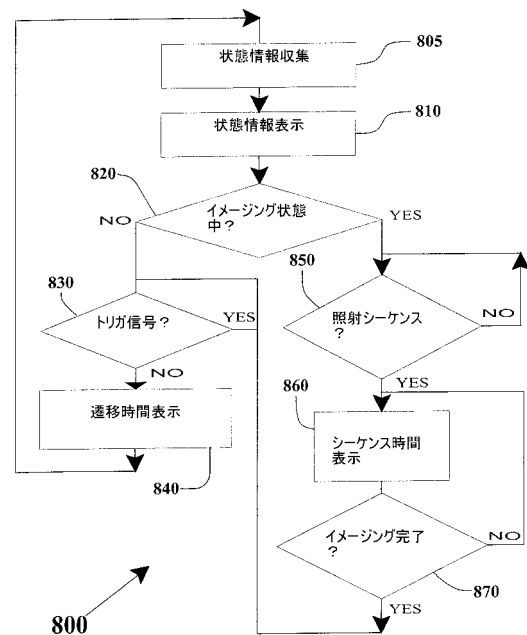 状態情報収集
805
状態情報表示
810
820
イメージング状態
中？
NO
YES
850
照射シーケンス
？
NO
YES
830
トリガ信号？
YES
NO
遷移時間表示
840
860
シーケンス時間
表示
イメージング完了
？
NO
870
YES
800